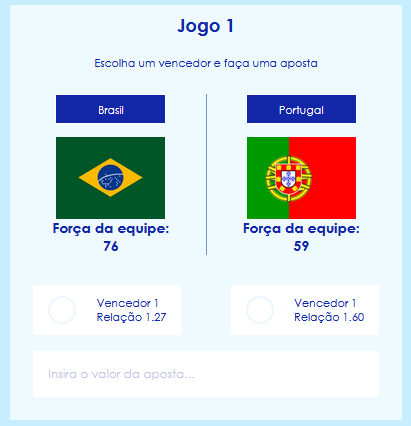 Jogo 1
Escolha um vencedor e faça uma aposta
Brasil
Portugal
Força da equipe:
76
Força da equipe:
59
Vencedor 1
Relação 1.27
Vencedor 1
Relação 1.60
Insira o valor da aposta...